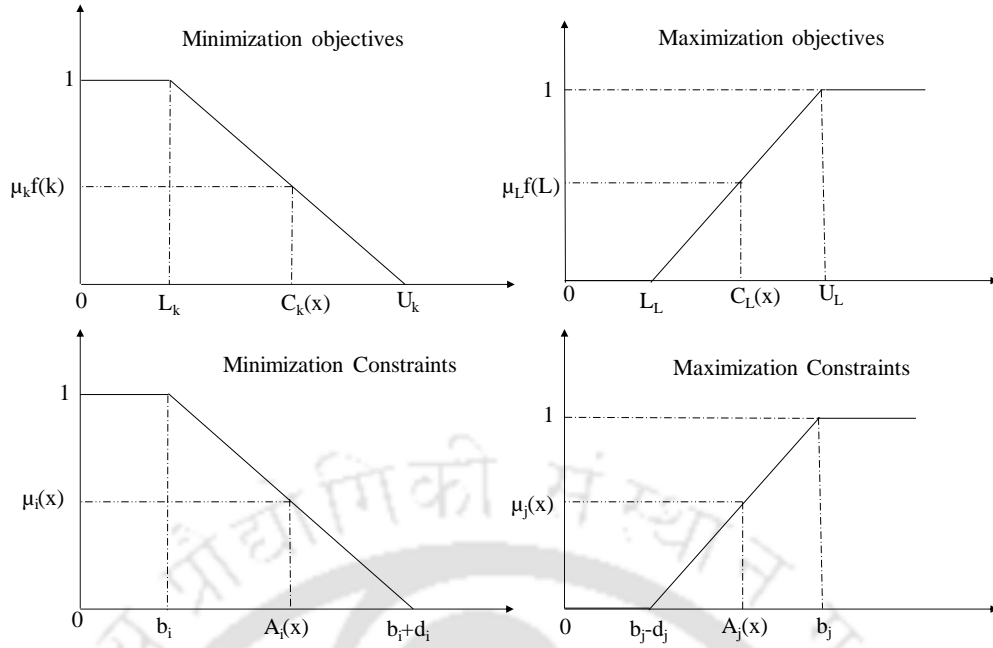 Minimization objectives
1
μkf(k)
0
Lk
Ck(x)
Uk
Maximization objectives
1
μLf(L)
0
LL
CL(x)
UL
Minimization Constraints
1
μi(x)
0
bi
Ai(x)
bi+di
Maximization Constraints
1
μj(x)
0
bj-dj
Aj(x)
bj
प्रौद्योगिकी संस्थान